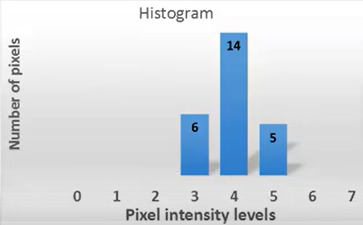 Histogram
Number of pixels
14
6
5
0 1 2 3 4 5 6 7
Pixel intensity levels